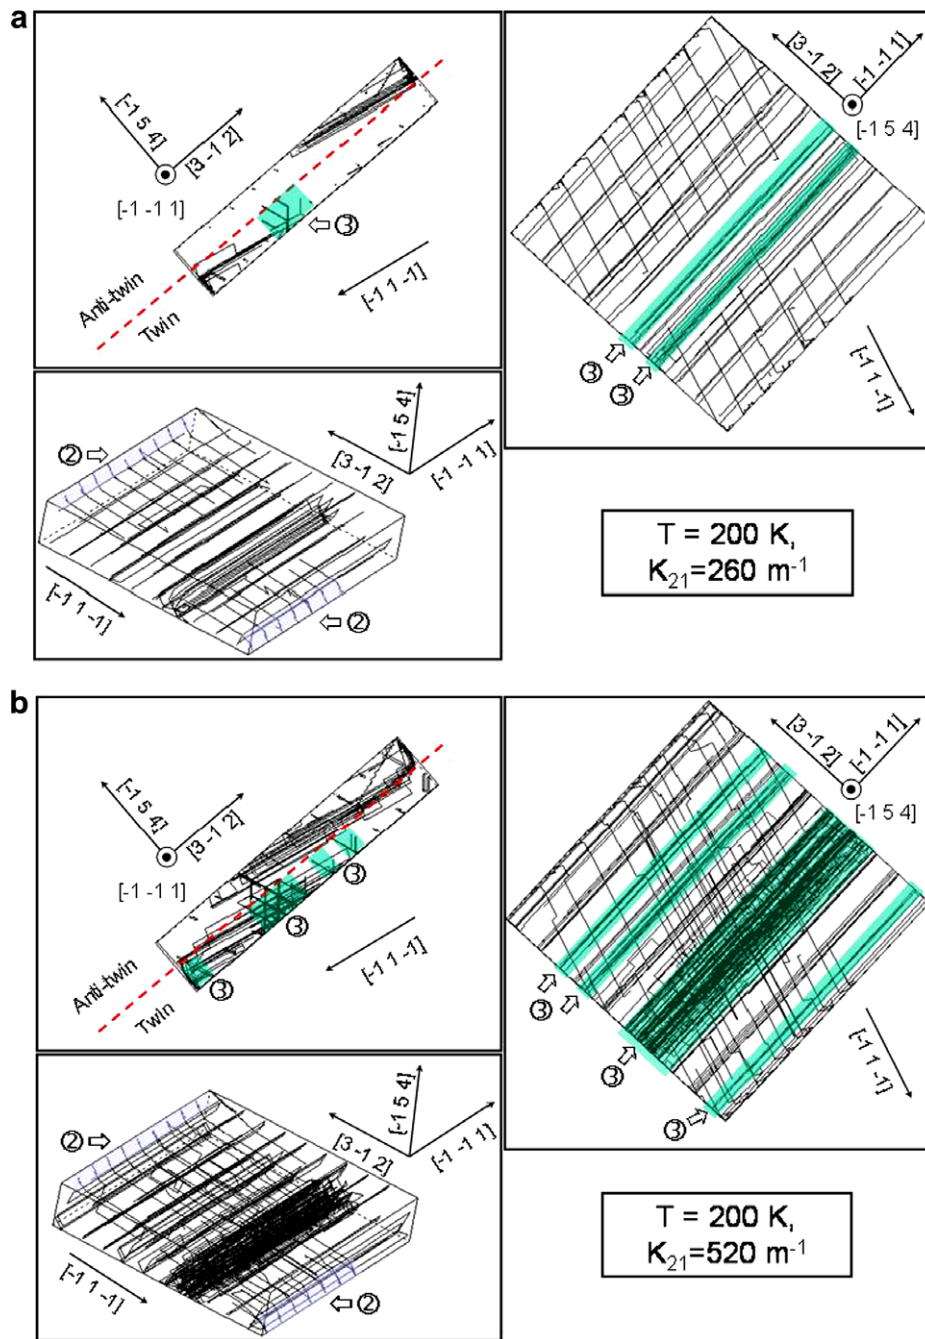 a
[-1 5 4]
[3 -1 2]
[-1 -1 1]
③
[-1 1 -1]
Anti-twin
Twin
[3 -1 2]
[-1 -1 1]
[-1 5 4]
③
③
[-1 1 -1]
②
[-1 5 4]
[3 -1 2]
[-1 -1 1]
[-1 1 -1]
②
T = 200 K,
K21=260 m-1
b
[-1 5 4]
[3 -1 2]
[-1 -1 1]
③
③
③
[-1 1 -1]
Anti-twin
Twin
[3 -1 2]
[-1 -1 1]
[-1 5 4]
③
③
③
[-1 1 -1]
②
[-1 5 4]
[3 -1 2]
[-1 -1 1]
[-1 1 -1]
②
T = 200 K,
K21=520 m-1